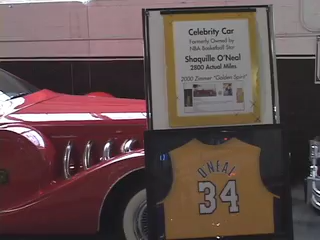 Celebrity Car
Formerly Owned by
NBA Basketball Star
Shaquille O'Neal
2800 Actual Miles
2000 Zimmer "Golden Spirit"
O'NEAL
34